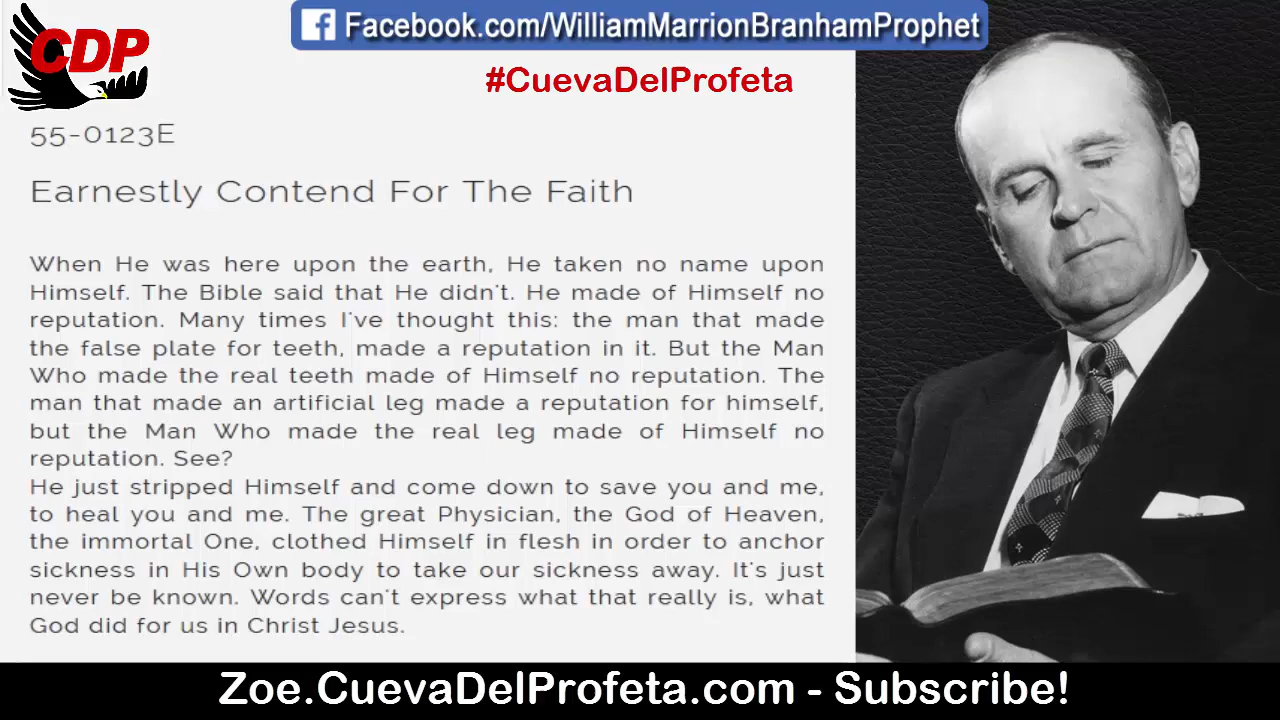 CDP
Facebook.com/WilliamMarrionBranhamProphet
#CuevaDelProfeta
55-0123E
Earnestly Contend For The Faith
When He was here upon the earth, He taken no name upon
Himself. The Bible said that He didn't. He made of Himself no
reputation. Many times I've thought this: the man that made
the false plate for teeth, made a reputation in it. But the Man
Who made the real teeth made of Himself no reputation. The
man that made an artificial leg made a reputation for himself,
but the Man Who made the real leg made of Himself no
reputation. See?
He just stripped Himself and come down to save you and me,
to heal you and me. The great Physician, the God of Heaven,
the immortal One, clothed Himself in flesh in order to anchor
sickness in His Own body to take our sickness away. It's just
never be known. Words can't express what that really is, what
God did for us in Christ Jesus.
Zoe.CuevaDelProfeta.com - Subscribe!